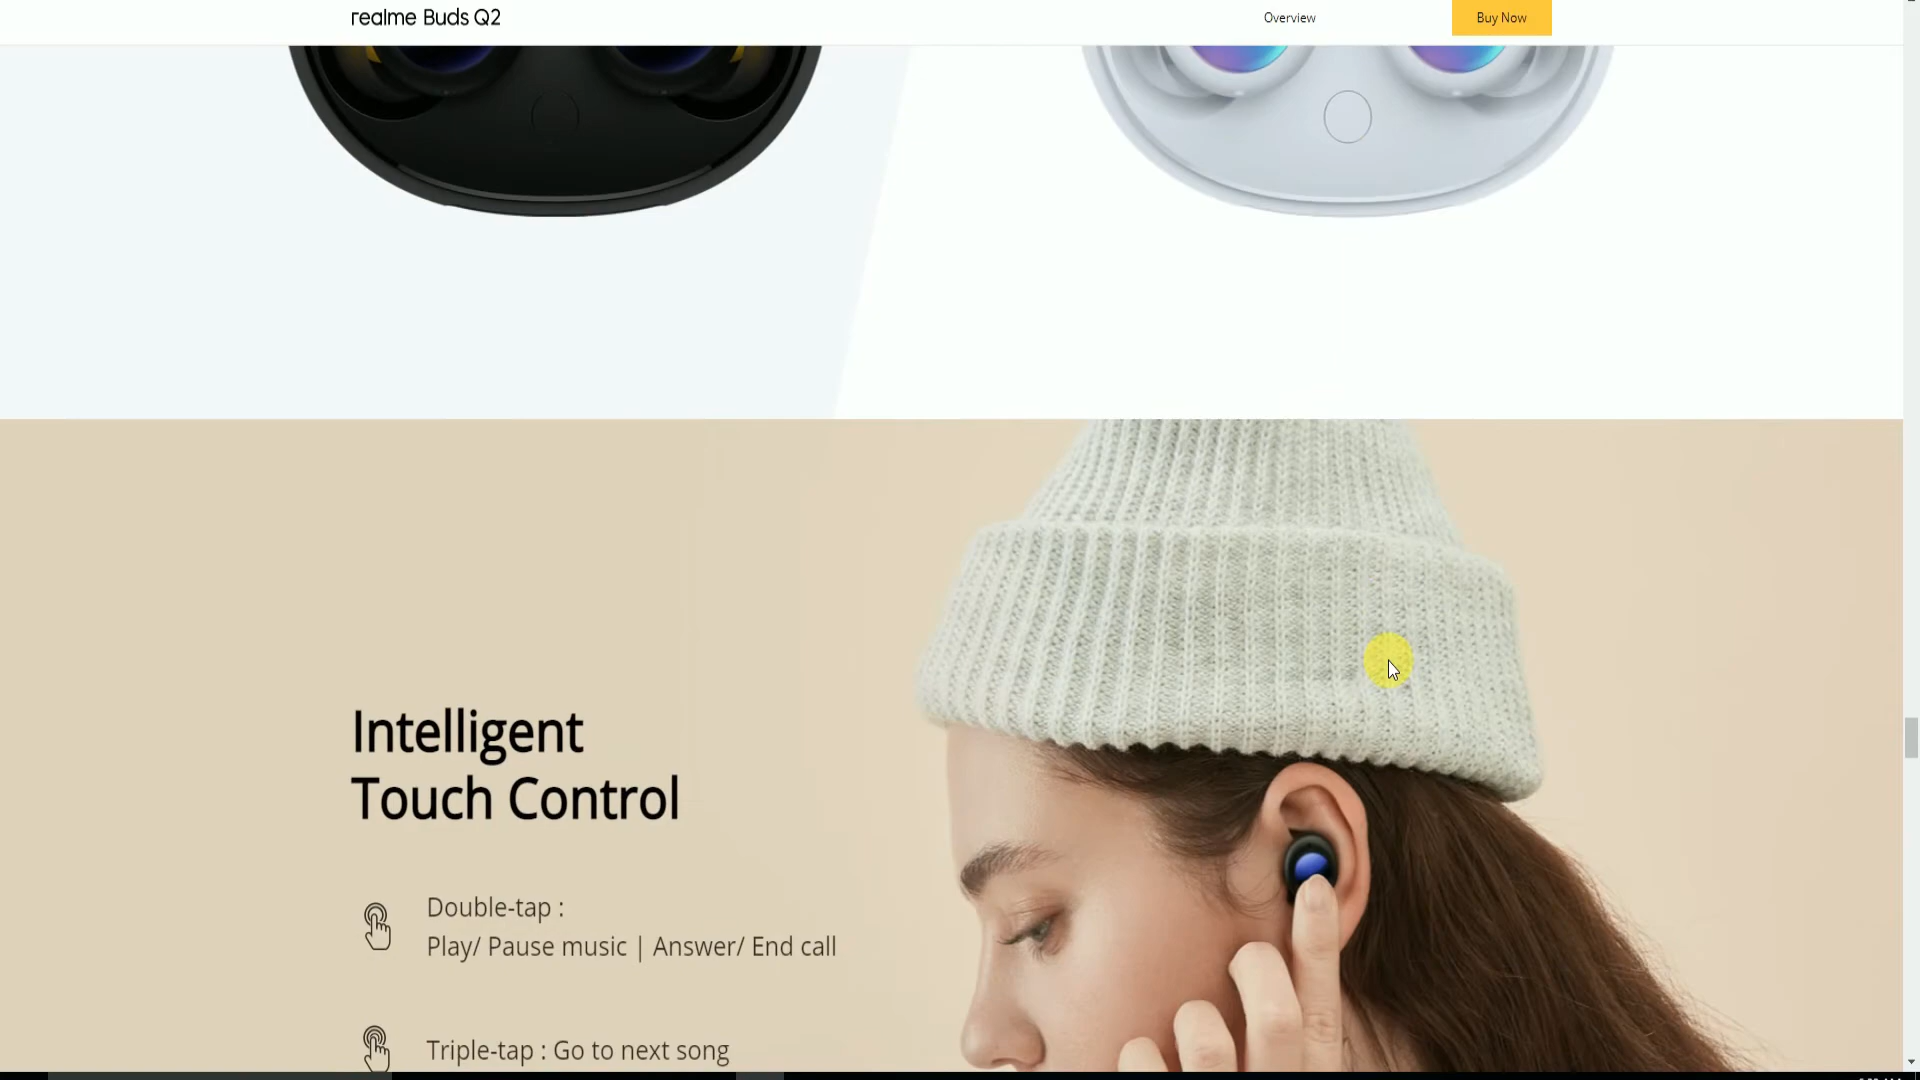 realme Buds Q2
Overview
Buy Now
Intelligent
Touch Control
Double-tap :
Play/ Pause music | Answer/ End call
Triple-tap : Go to next song